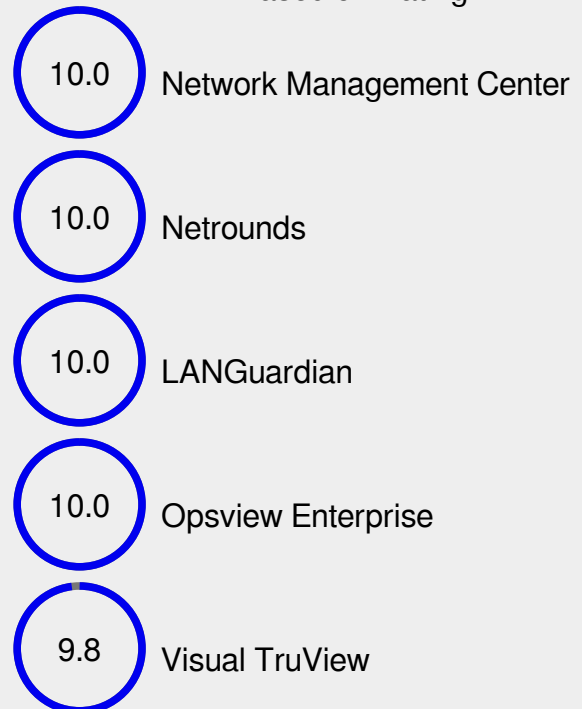 10.0 Network Management Center
10.0 Netrounds
10.0 LANGuardian
10.0 Opsview Enterprise
9.8 Visual TruView